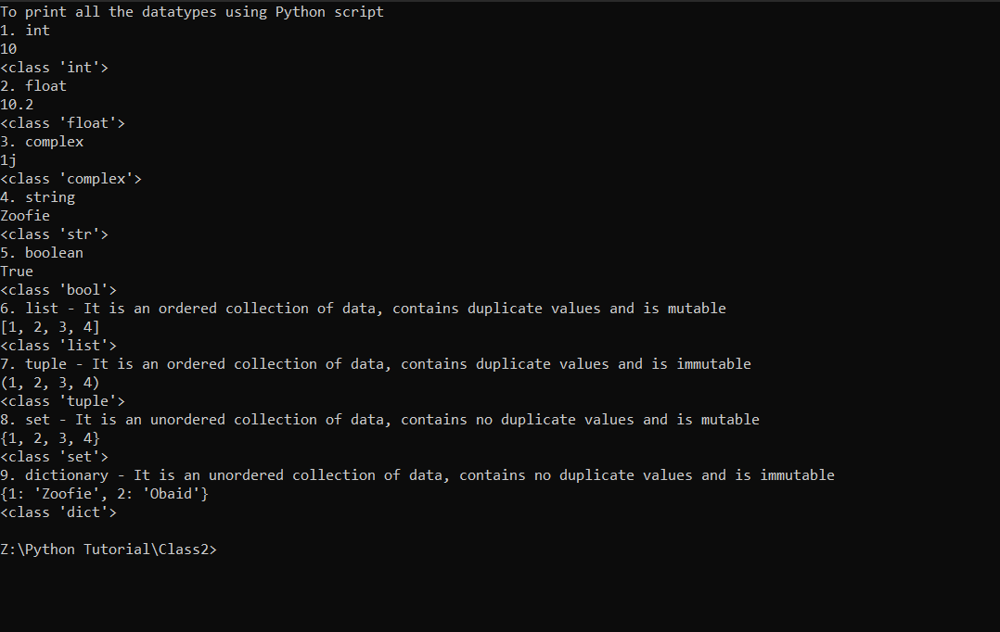 To print all the datatypes using Python script
1. int
10
<class 'int'>
2. float
10.2
<class 'float'>
3. complex
1j
<class 'complex'>
4. string
Zoofie
<class 'str'>
5. boolean
True
<class 'bool'>
6. list - It is an ordered collection of data, contains duplicate values and is mutable
[1, 2, 3, 4]
<class 'list'>
7. tuple - It is an ordered collection of data, contains duplicate values and is immutable
(1, 2, 3, 4)
<class 'tuple'>
8. set - It is an unordered collection of data, contains no duplicate values and is mutable
{1, 2, 3, 4}
<class 'set'>
9. dictionary - It is an unordered collection of data, contains no duplicate values and is immutable
{1: 'Zoofie', 2: 'Obaid'}
<class 'dict'>
Z:\Python Tutorial\Class2>